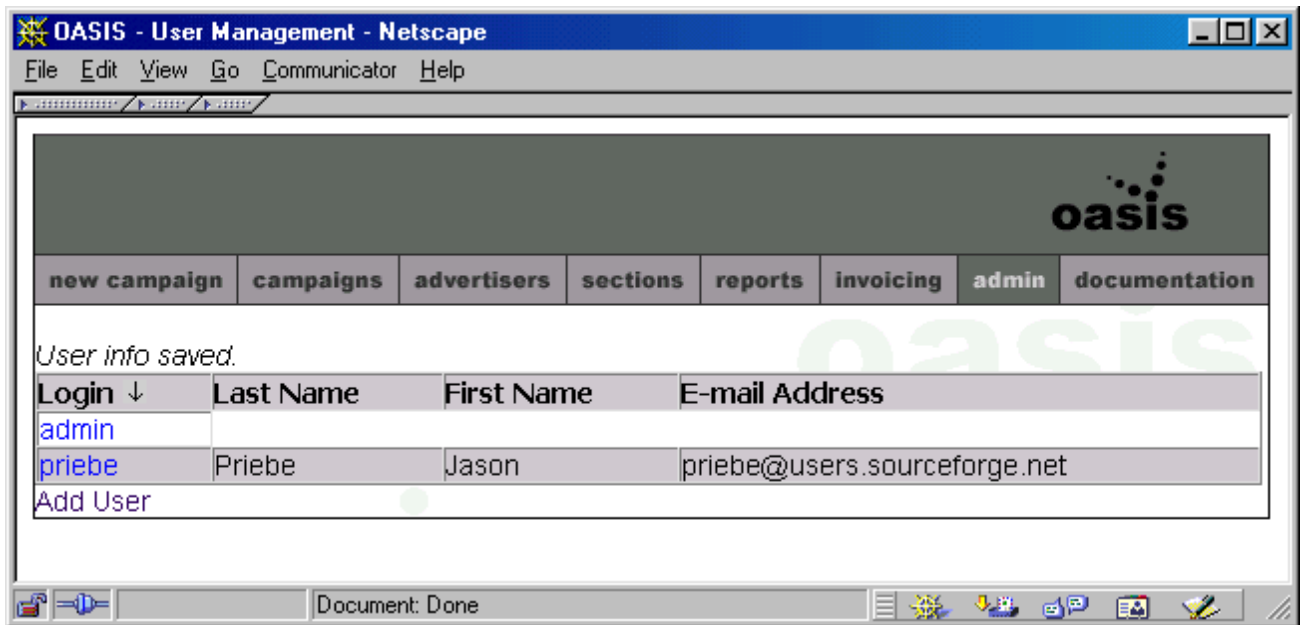 OASIS - User Management - Netscape
File Edit View Go Communicator Help
oasis
new campaign campaigns advertisers sections reports invoicing admin documentation
oasis
User info saved.
Login ↓ Last Name First Name E-mail Address
admin
priebe Priebe Jason priebe@users.sourceforge.net
Add User
Document: Done